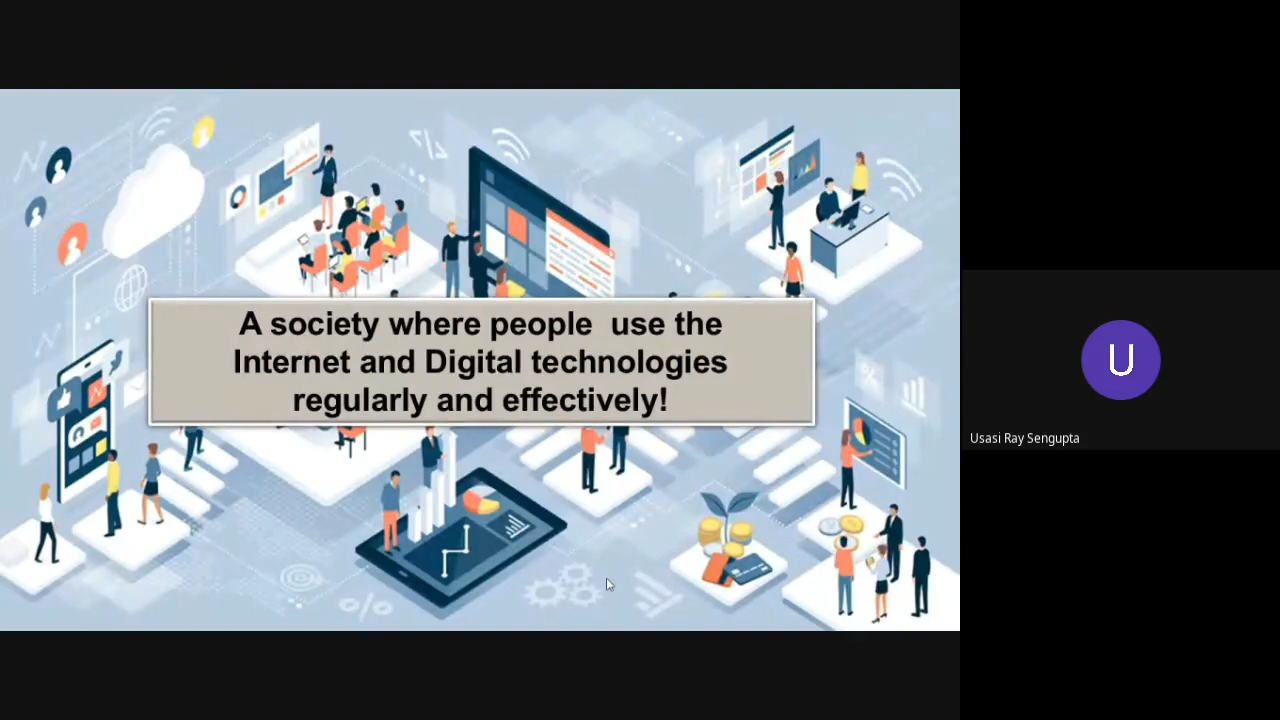 A society where people  use the
Internet and Digital technologies
regularly and effectively!
U
Usasi Ray Sengupta